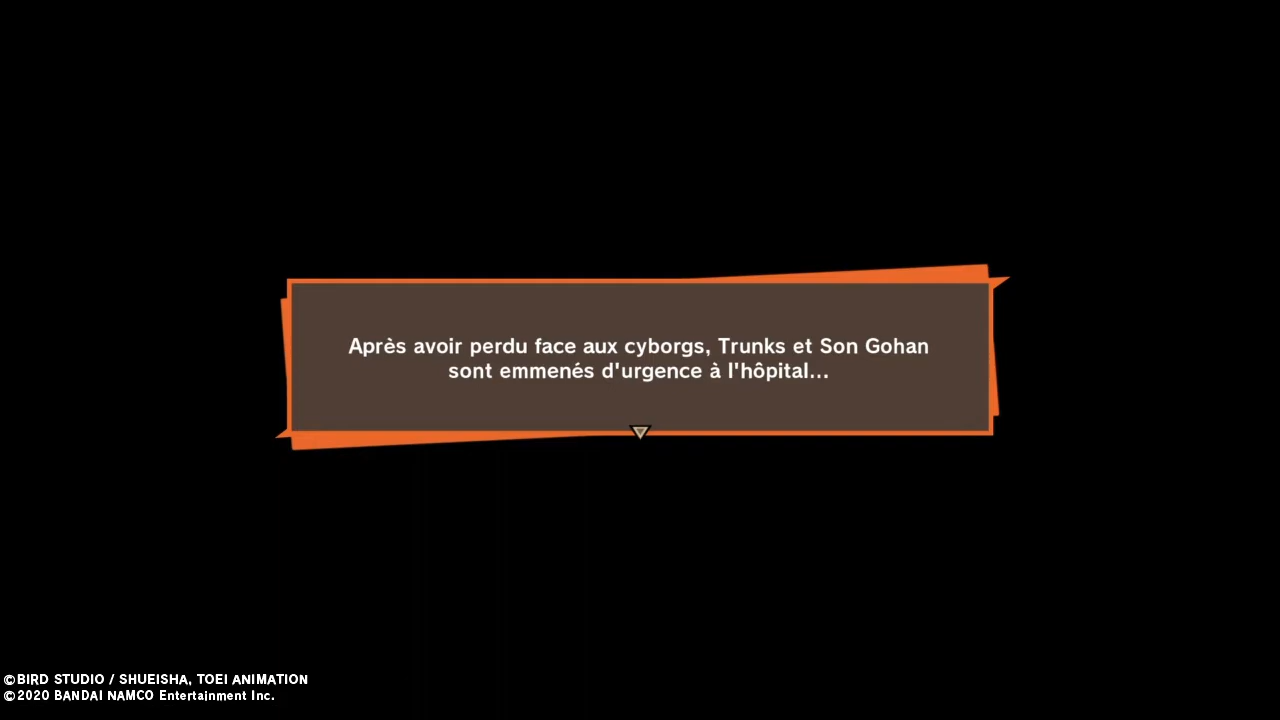 Après avoir perdu face aux cyborgs, Trunks et Son Gohan
sont emmenés d'urgence à l'hôpital...
©BIRD STUDIO / SHUEISHA, TOEI ANIMATION
©2020 BANDAI NAMCO Entertainment Inc.